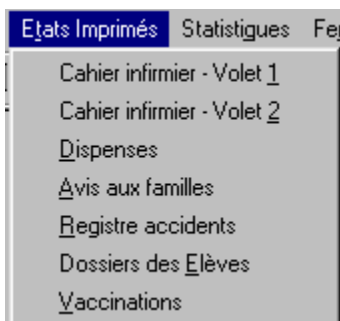 Etats Imprimés Statistiques
Cahier infirmier - Volet 1
Cahier infirmier - Volet 2
Dispenses
Avis aux familles
Registre accidents
Dossiers des Elèves
Vaccinations